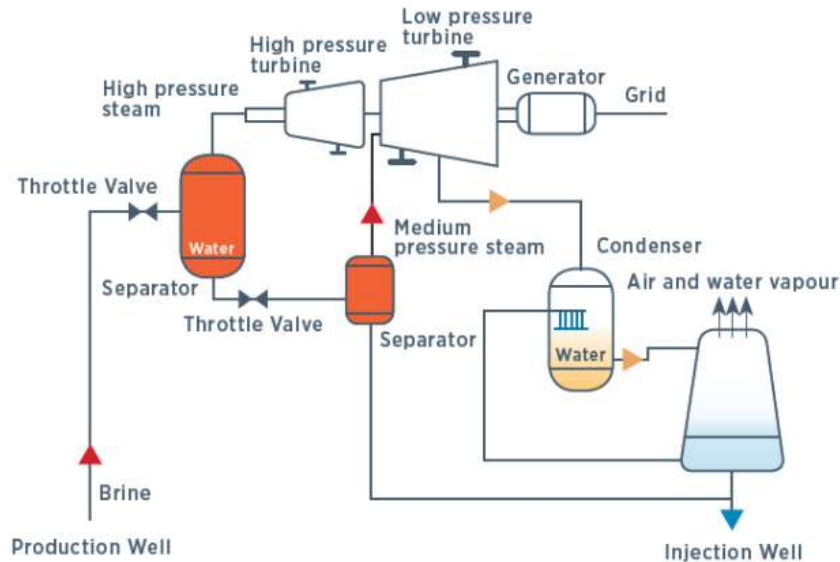 Low pressure
turbine
High pressure
turbine
Generator
Grid
High pressure
steam
Throttle Valve
Water
Medium
pressure steam
Condenser
Air and water vapour
Separator
Throttle Valve
Separator
Water
Brine
Production Well
Injection Well